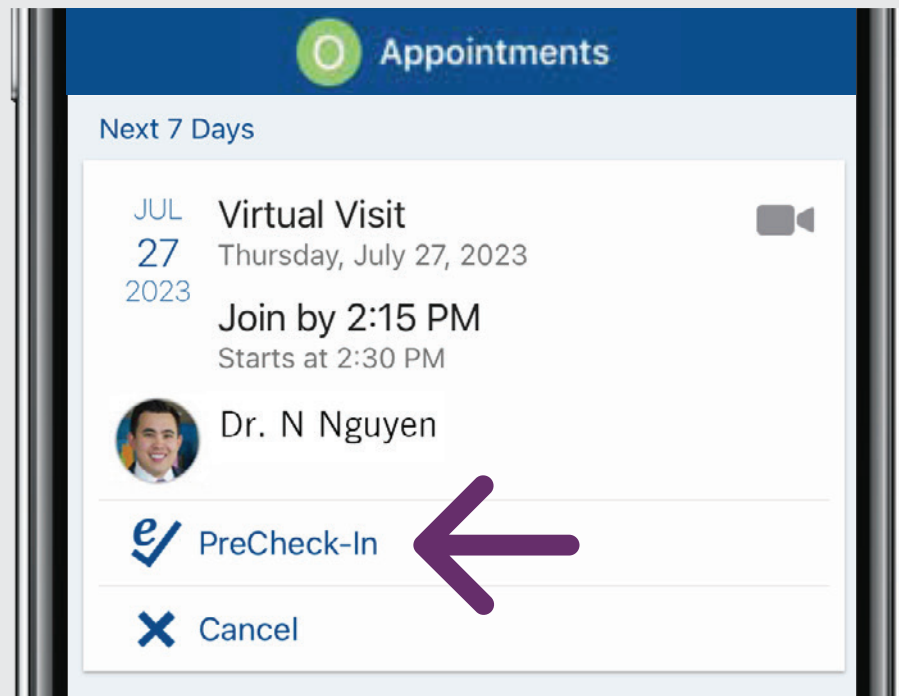 O Appointments
Next 7 Days
JUL
27
2023
Virtual Visit
Thursday, July 27, 2023
Join by 2:15 PM
Starts at 2:30 PM
Dr. N Nguyen
e PreCheck-In
Cancel